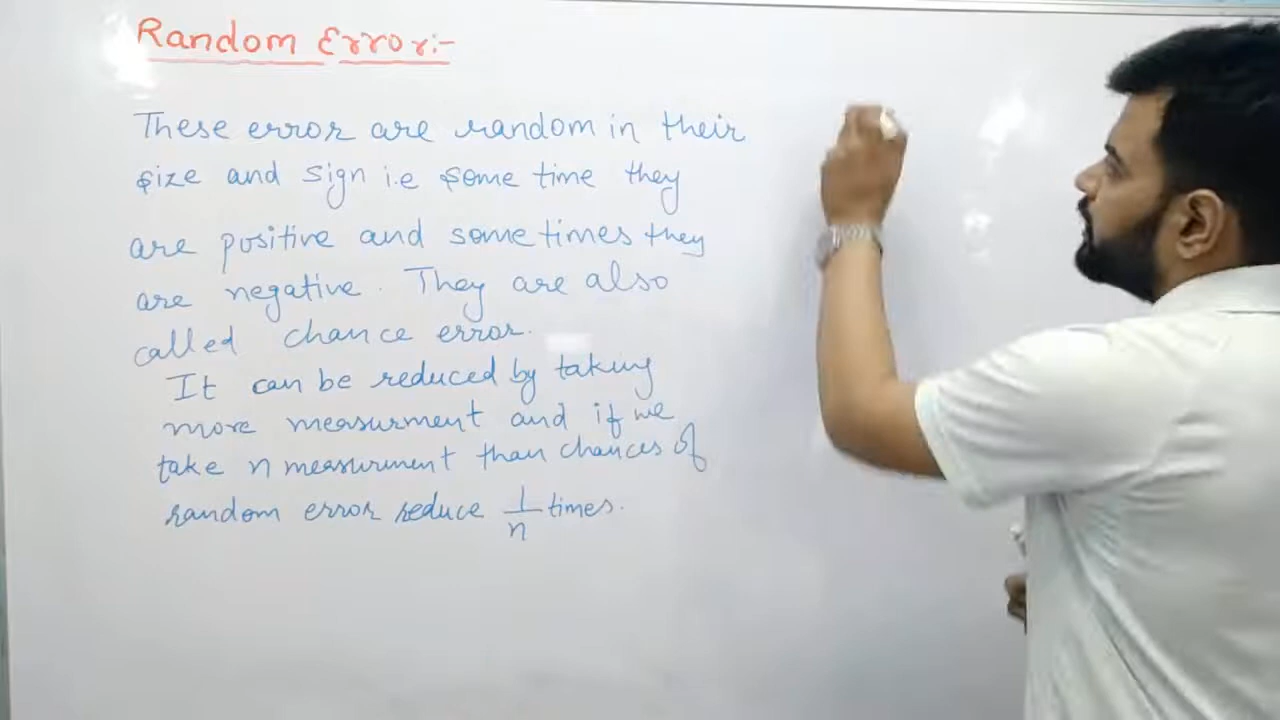 Random Error:-
These error are random in their
size and sign i.e some time they
are positive and sometimes they
are negative. They are also
called chance error.
It can be reduced by taking
more measurment and if we
take n measurment than chances of
random error reduce 1/n times.